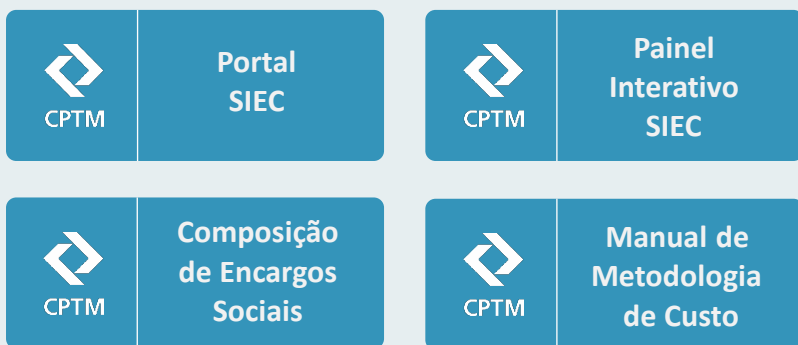 CPTM
Portal
SIEC
CPTM
Painel
Interativo
SIEC
CPTM
Composição
de Encargos
Sociais
CPTM
Manual de
Metodologia
de Custo